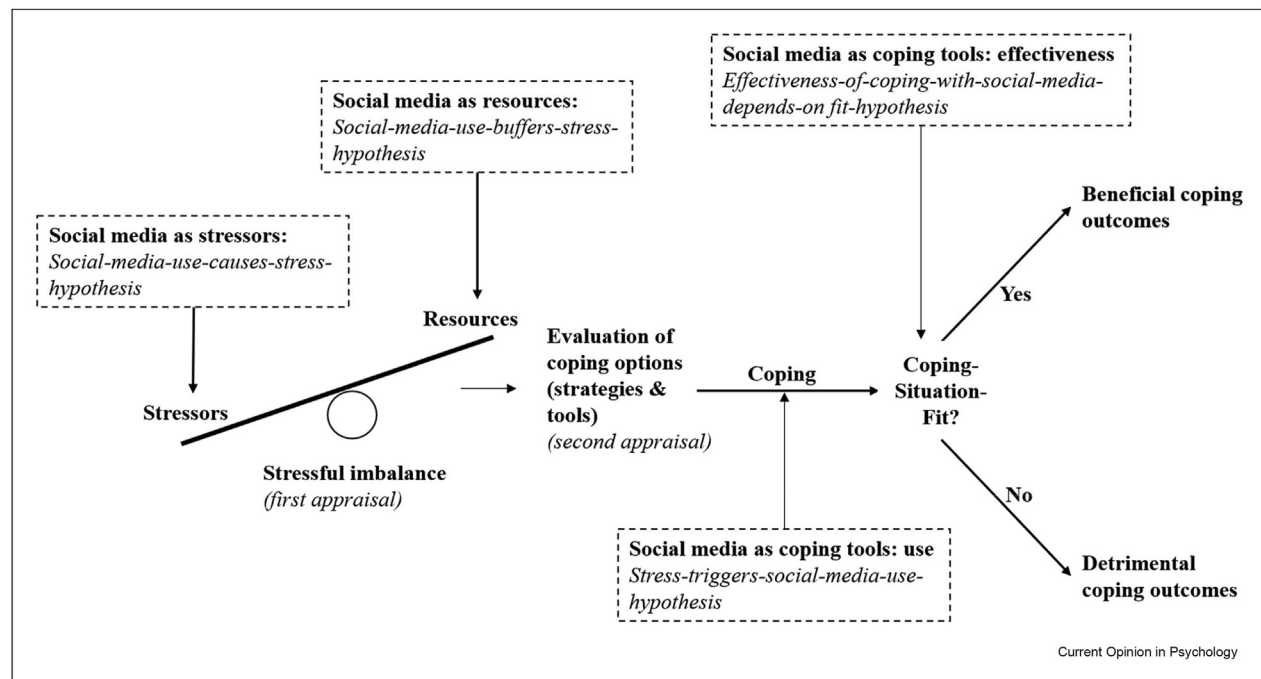 Social media as coping tools: effectiveness
Effectiveness-of-coping-with-social-media-
depends-on fit-hypothesis
Social media as resources:
Social-media-use-buffers-stress-
hypothesis
Social media as stressors:
Social-media-use-causes-stress-
hypothesis
Beneficial coping
outcomes
Yes
Resources
Stressors
Stressful imbalance
(first appraisal)
Evaluation of
coping options
(strategies &
tools)
(second appraisal)
Coping
Coping-
Situation-
Fit?
No
Social media as coping tools: use
Stress-triggers-social-media-use-
hypothesis
Detrimental
coping outcomes
Current Opinion in Psychology